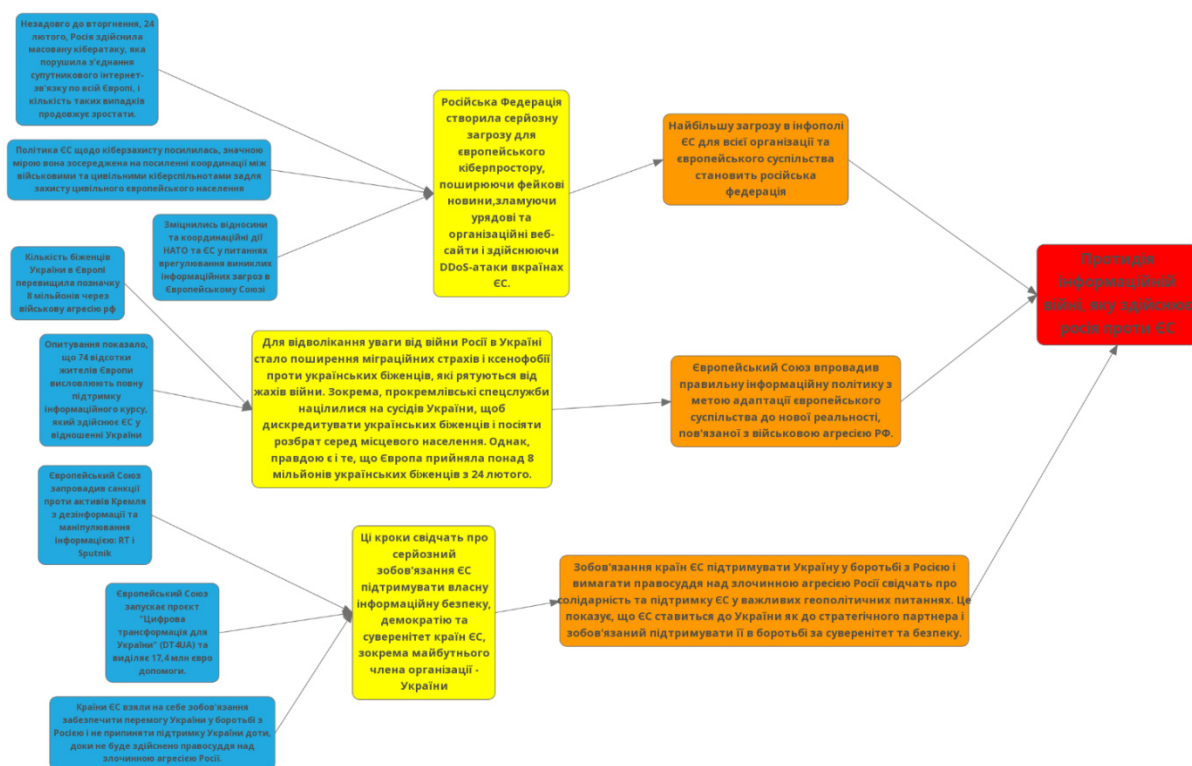 Незадовго до вторгнення, 24
лютого, Росія здійснила
масовану кібератаку, яка
порушила з'єднання
супутникового інтернет-
зв'язку по всій Європі, і
кількість таких випадків
продовжує зростати.
Політика ЄС щодо кіберзахисту посилилась, значною
мірою вона зосереджена на посиленні координації між
військовими та цивільними кіберспільнотами задля
захисту цивільного європейського населення
Зміцнились відносини
та координаційні дії
НАТО та ЄС у питаннях
врегулювання виниклих
інформаційних загроз в
Європейському Союзі
Кількість біженців
України в Європі
перевищила позначку
8 мільйонів через
військову агресію рф
Опитування показало,
що 74 відсотки
жителів Європи
висловлюють повну
підтримку
інформаційного курсу,
який здійснює ЄС у
відношенні України
Європейський Союз
запровадив санкції
проти активів Кремля
з дезінформації та
маніпулювання
інформацією: RT і
Sputnik
Європейський Союз
запускає проєкт
"Цифрова
трансформація для
України" (DT4UA) та
виділяє 17,4 млн євро
допомоги.
Країни ЄС взяли на себе зобов'язання
забезпечити перемогу України у боротьбі з
Росією і не припиняти підтримку України доти,
доки не буде здійснено правосуддя над
злочинною агресією Росії.
Російська Федерація
створила серйозну
загрозу для
європейського
кіберпростору,
поширюючи фейкові
новини,зламуючи
урядові та
організаційні веб-
сайти і здійснюючи
DDoS-атаки вкраїнах
ЄС.
Для відволікання уваги від війни Росії в Україні
стало поширення міграційних страхів і ксенофобії
проти українських біженців, які рятуються від
жахів війни. Зокрема, прокремлівські спецслужби
націлилися на сусідів України, щоб
дискредитувати українських біженців і посіяти
розбрат серед місцевого населення. Однак,
правдою є і те, що Європа прийняла понад 8
мільйонів українських біженців з 24 лютого.
Ці кроки свідчать про
серйозний
зобов'язання ЄС
підтримувати власну
інформаційну безпеку,
демократію та
суверенітет країн ЄС,
зокрема майбутнього
члена організації -
України
Найбільшу загрозу в інфополі
ЄС для всієї організації та
європейського суспільства
становить російська
федерація
Європейський Союз впровадив
правильну інформаційну політику з
метою адаптації європейського
суспільства до нової реальності,
пов'язаної з військовою агресією РФ.
Зобов'язання країн ЄС підтримувати Україну у боротьбі з Росією і
вимагати правосуддя над злочинною агресією Росії свідчать про
солідарність та підтримку ЄС у важливих геополітичних питаннях. Це
показує, що ЄС ставиться до України як до стратегічного партнера і
зобов'язаний підтримувати її в боротьбі за суверенітет та безпеку.
Протидія
інформаційній
війні, яку здійснює
росія проти ЄС